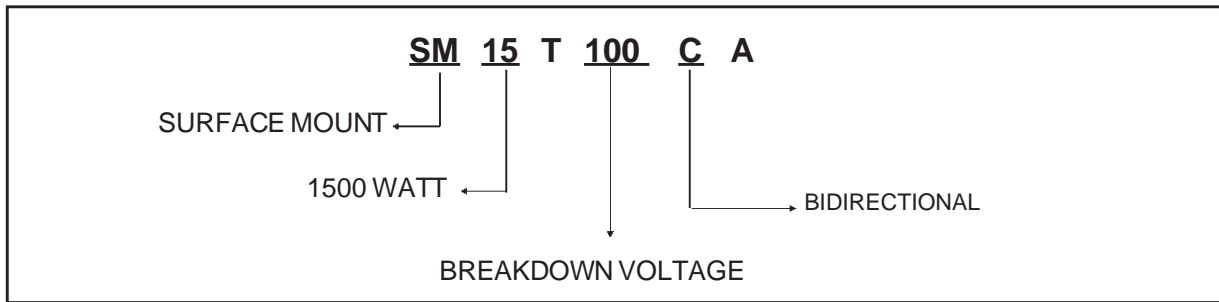 SM 15 T 100 C A
SURFACE MOUNT
1500 WATT
BIDIRECTIONAL
BREAKDOWN VOLTAGE